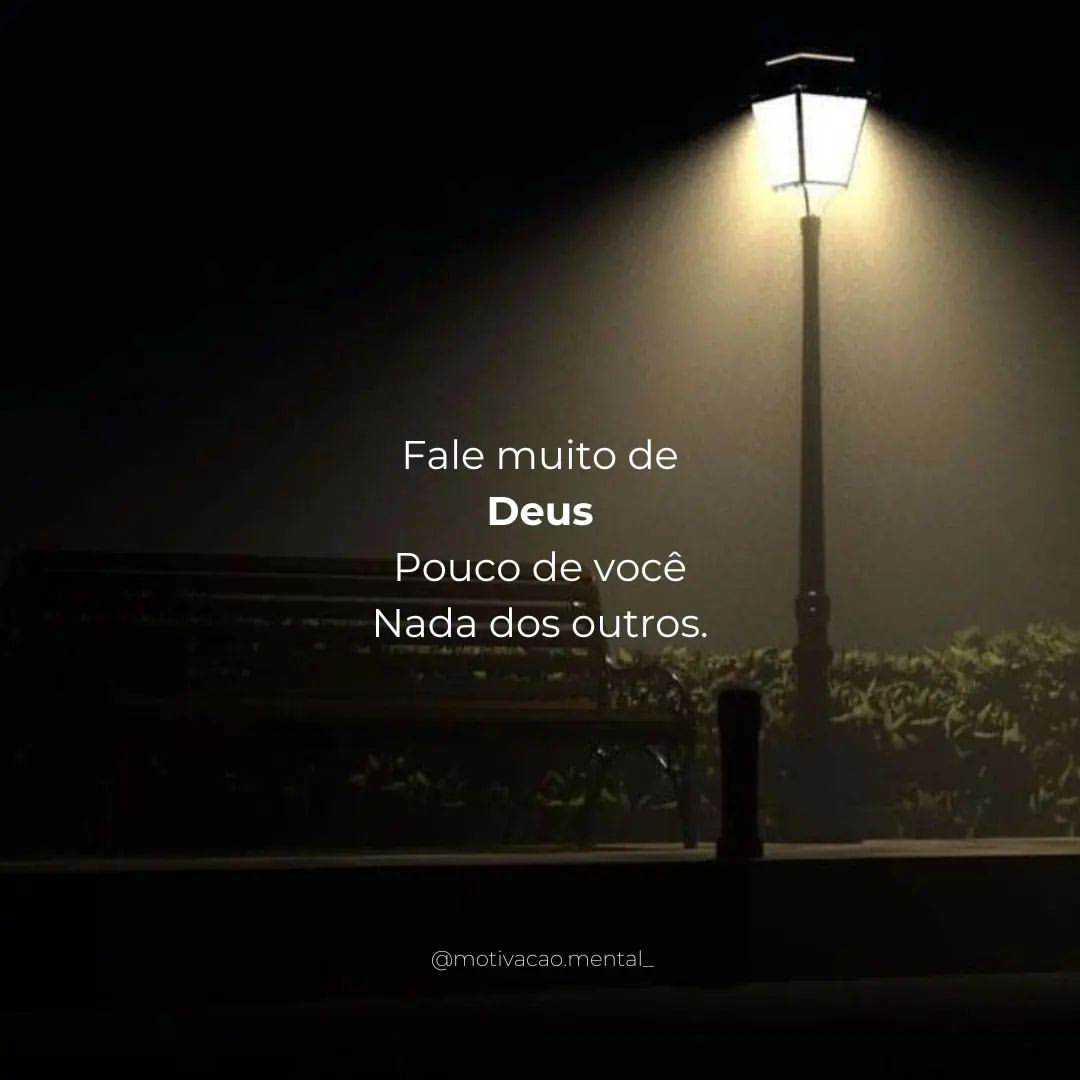 Fale muito de
Deus
Pouco de você
Nada dos outros.
@motivacao.mental_